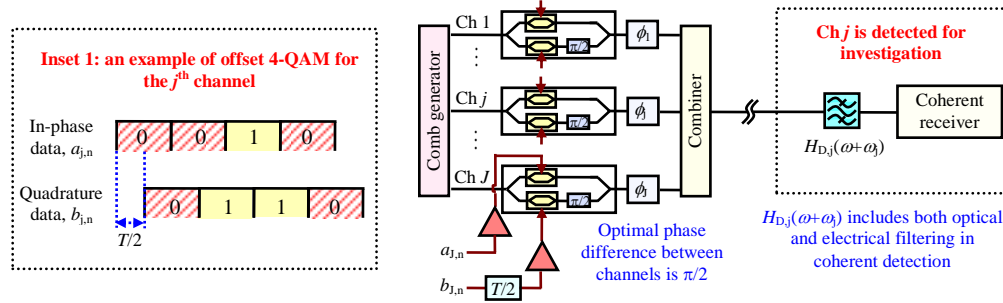 Inset 1: an example of offset 4-QAM for
the jth channel
In-phase
data, aj,n
0 0 1 0
Quadrature
data, bj,n
0 1 1 0
T/2
Comb generator
Ch 1
π/2
ϕ1
⋮
Ch j
π/2
ϕj
⋮
Ch J
π/2
ϕJ
Combiner
aJ,n
bJ,n
T/2
Optimal phase
difference between
channels is π/2
Ch j is detected for
investigation
HD,j(ω+ωj)
Coherent
receiver
HD,j(ω+ωj) includes both optical
and electrical filtering in
coherent detection